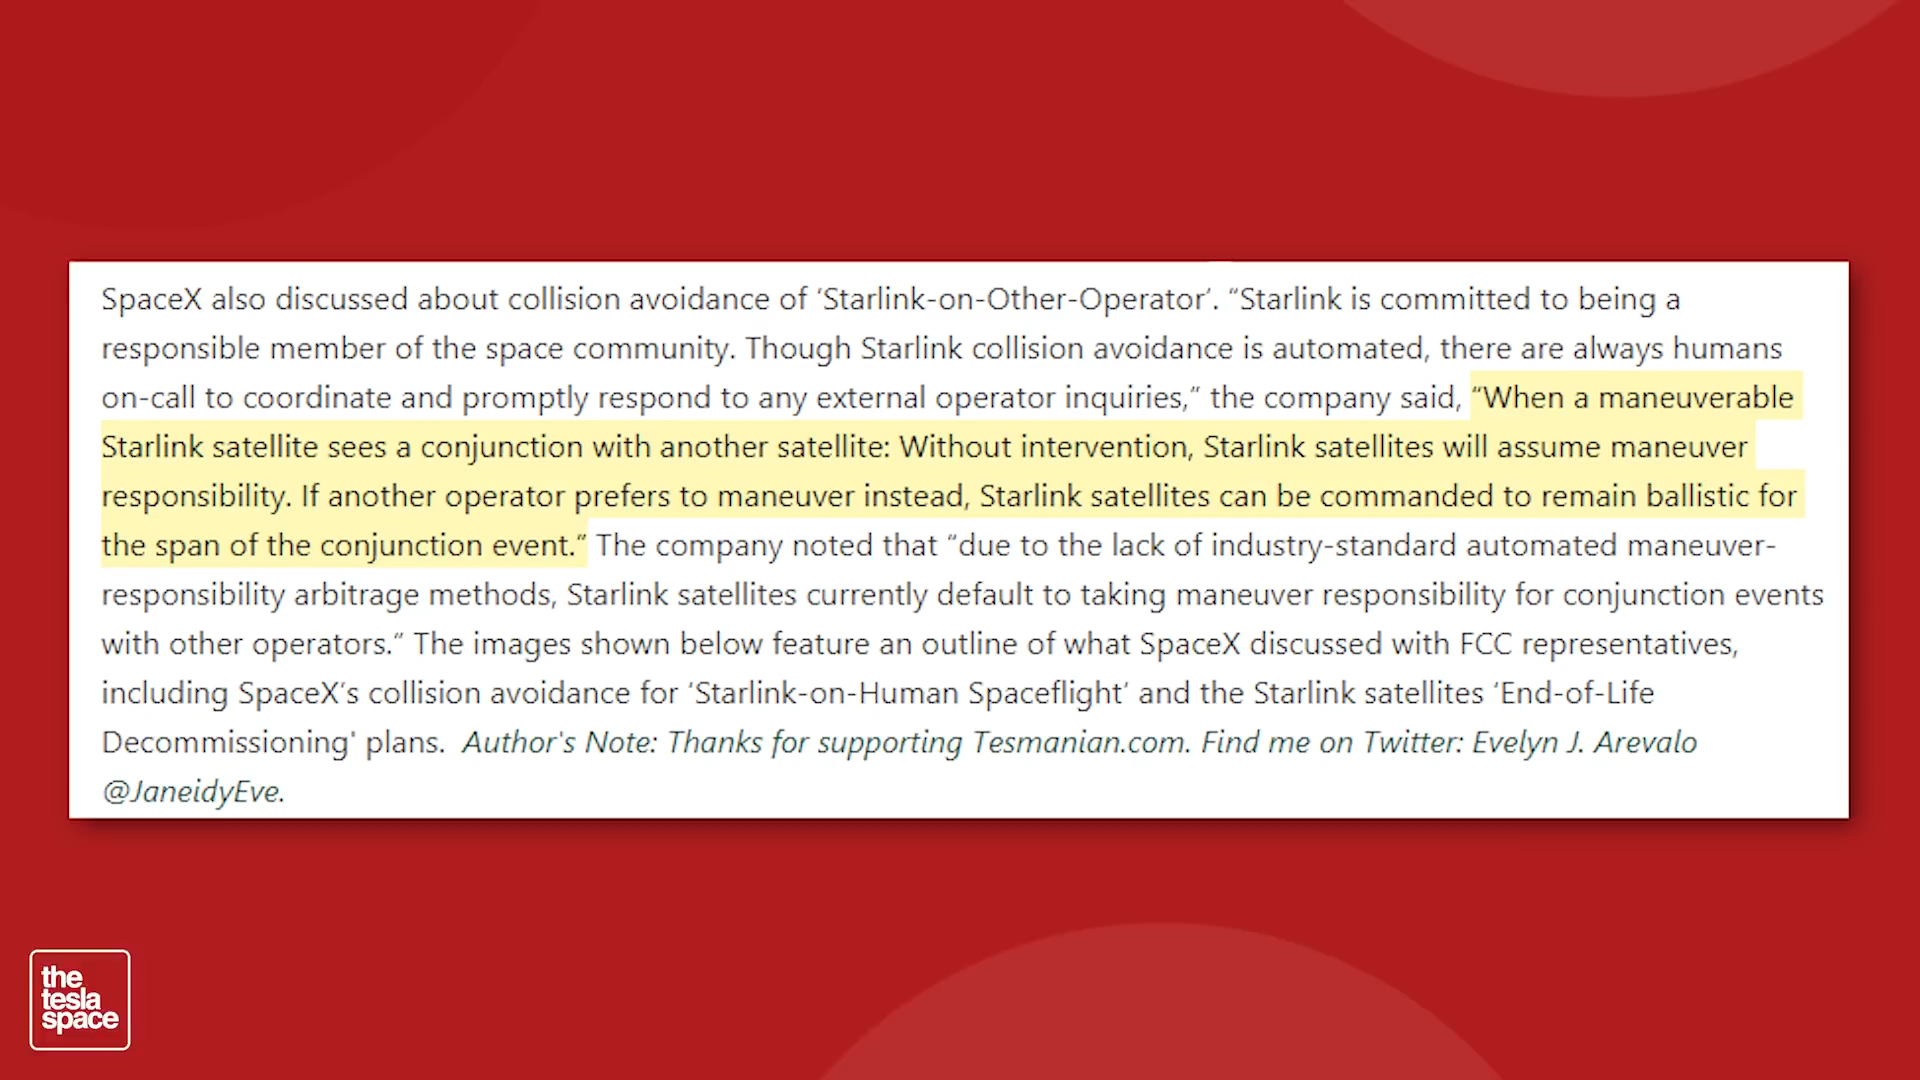 SpaceX also discussed about collision avoidance of ‘Starlink-on-Other-Operator’. “Starlink is committed to being a
responsible member of the space community. Though Starlink collision avoidance is automated, there are always humans
on-call to coordinate and promptly respond to any external operator inquiries,” the company said, “When a maneuverable
Starlink satellite sees a conjunction with another satellite: Without intervention, Starlink satellites will assume maneuver
responsibility. If another operator prefers to maneuver instead, Starlink satellites can be commanded to remain ballistic for
the span of the conjunction event.” The company noted that “due to the lack of industry-standard automated maneuver-
responsibility arbitrage methods, Starlink satellites currently default to taking maneuver responsibility for conjunction events
with other operators.” The images shown below feature an outline of what SpaceX discussed with FCC representatives,
including SpaceX’s collision avoidance for ‘Starlink-on-Human Spaceflight’ and the Starlink satellites ‘End-of-Life
Decommissioning' plans. Author's Note: Thanks for supporting Tesmanian.com. Find me on Twitter: Evelyn J. Arevalo
@JaneidyEve.
the
tesla
space